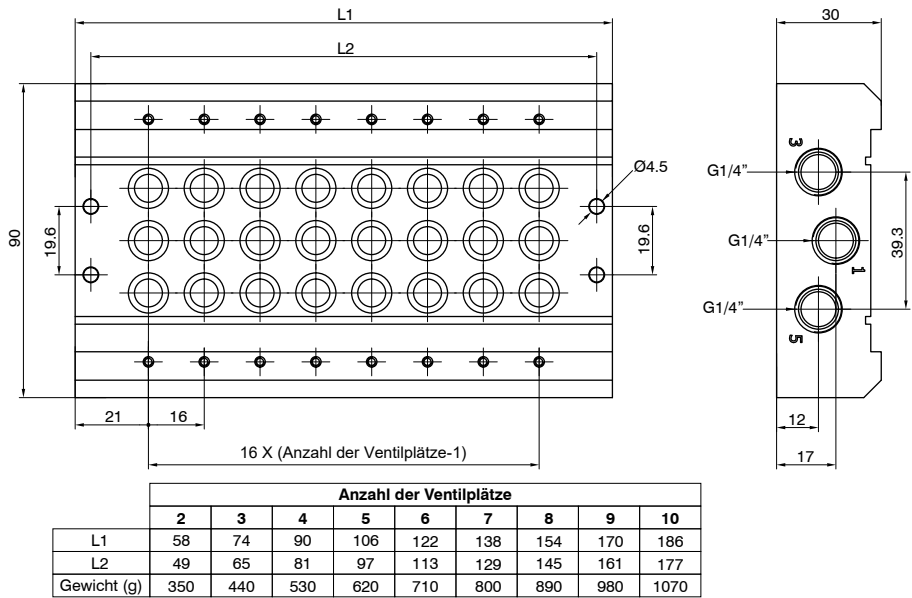 L1
L2
30
Ø4.5
3
G1/4”
90
19.6
19.6
G1/4”
39.3
1
G1/4”
5
21
16
12
17
16 X (Anzahl der Ventilplätze-1)
Anzahl der Ventilplätze
2 3 4 5 6 7 8 9 10
L1 58 74 90 106 122 138 154 170 186
L2 49 65 81 97 113 129 145 161 177
Gewicht (g) 350 440 530 620 710 800 890 980 1070